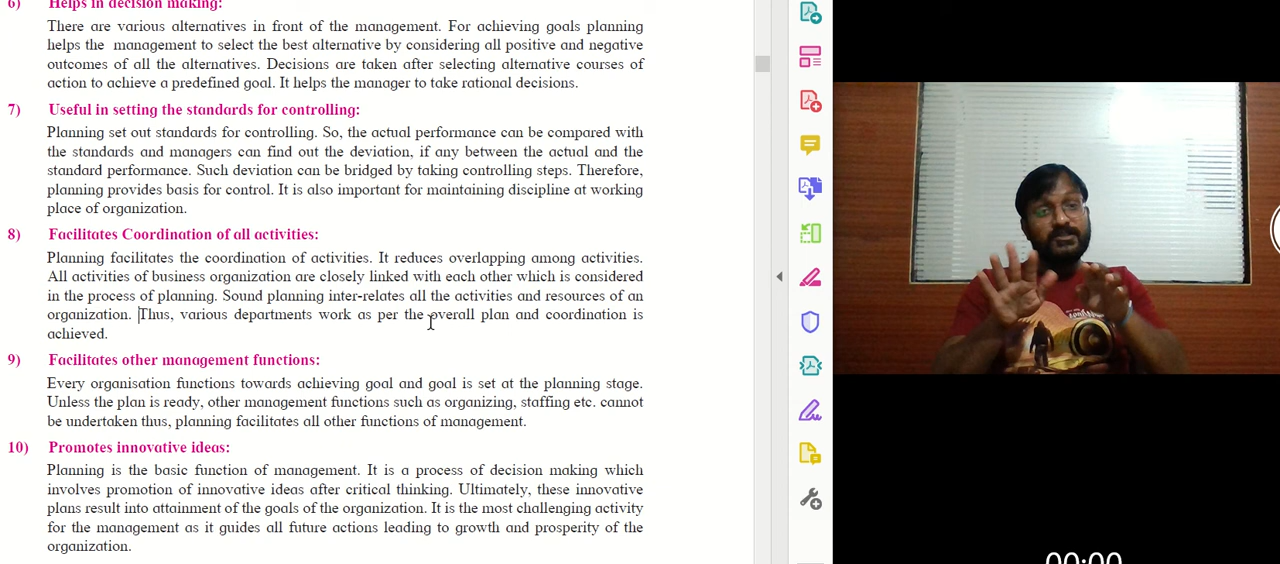 6) Helps in decision making:
There are various alternatives in front of the management. For achieving goals planning
helps the management to select the best alternative by considering all positive and negative
outcomes of all the alternatives. Decisions are taken after selecting alternative courses of
action to achieve a predefined goal. It helps the manager to take rational decisions.
7) Useful in setting the standards for controlling:
Planning set out standards for controlling. So, the actual performance can be compared with
the standards and managers can find out the deviation, if any between the actual and the
standard performance. Such deviation can be bridged by taking controlling steps. Therefore,
planning provides basis for control. It is also important for maintaining discipline at working
place of organization.
8) Facilitates Coordination of all activities:
Planning facilitates the coordination of activities. It reduces overlapping among activities.
All activities of business organization are closely linked with each other which is considered
in the process of planning. Sound planning inter-relates all the activities and resources of an
organization. Thus, various departments work as per the overall plan and coordination is
achieved.
9) Facilitates other management functions:
Every organisation functions towards achieving goal and goal is set at the planning stage.
Unless the plan is ready, other management functions such as organizing, staffing etc. cannot
be undertaken thus, planning facilitates all other functions of management.
10) Promotes innovative ideas:
Planning is the basic function of management. It is a process of decision making which
involves promotion of innovative ideas after critical thinking. Ultimately, these innovative
plans result into attainment of the goals of the organization. It is the most challenging activity
for the management as it guides all future actions leading to growth and prosperity of the
organization.
00:00